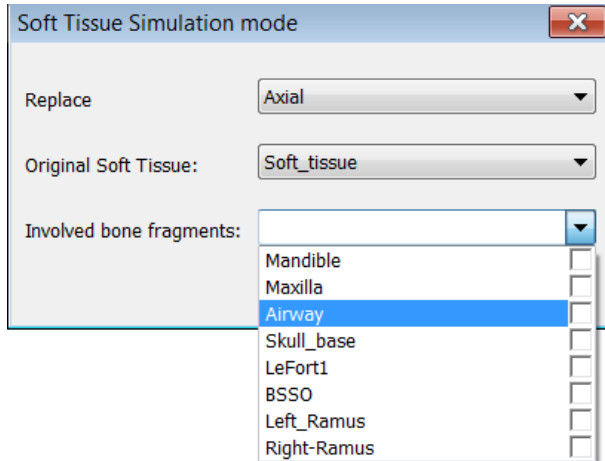 Soft Tissue Simulation mode
Replace
Axial
Original Soft Tissue:
Soft_tissue
Involved bone fragments:
Mandible
Maxilla
Airway
Skull_base
LeFort1
BSSO
Left_Ramus
Right-Ramus